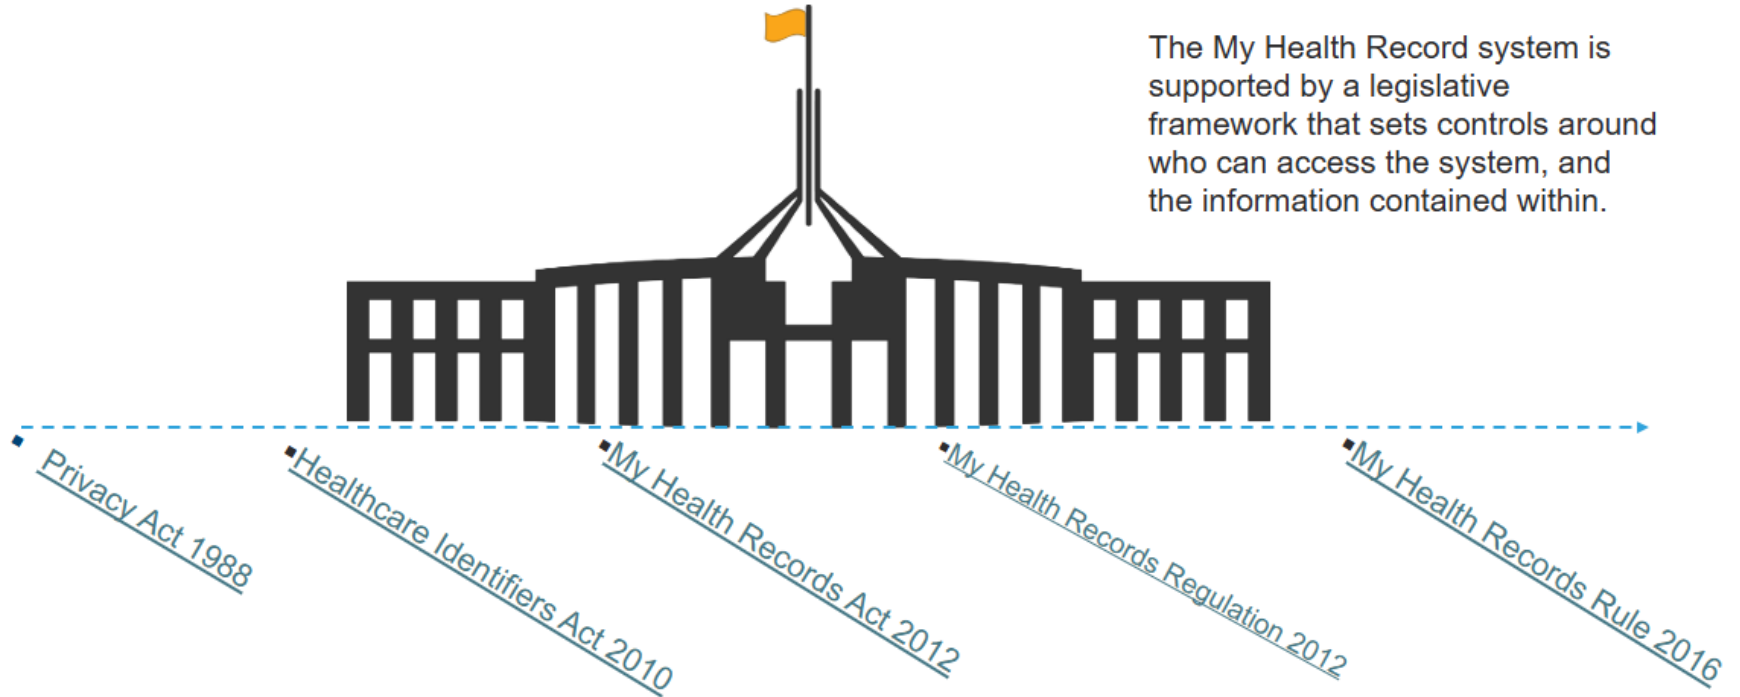 The My Health Record system is
supported by a legislative
framework that sets controls around
who can access the system, and
the information contained within.
Privacy Act 1988
Healthcare Identifiers Act 2010
My Health Records Act 2012
My Health Records Regulation 2012
My Health Records Rule 2016